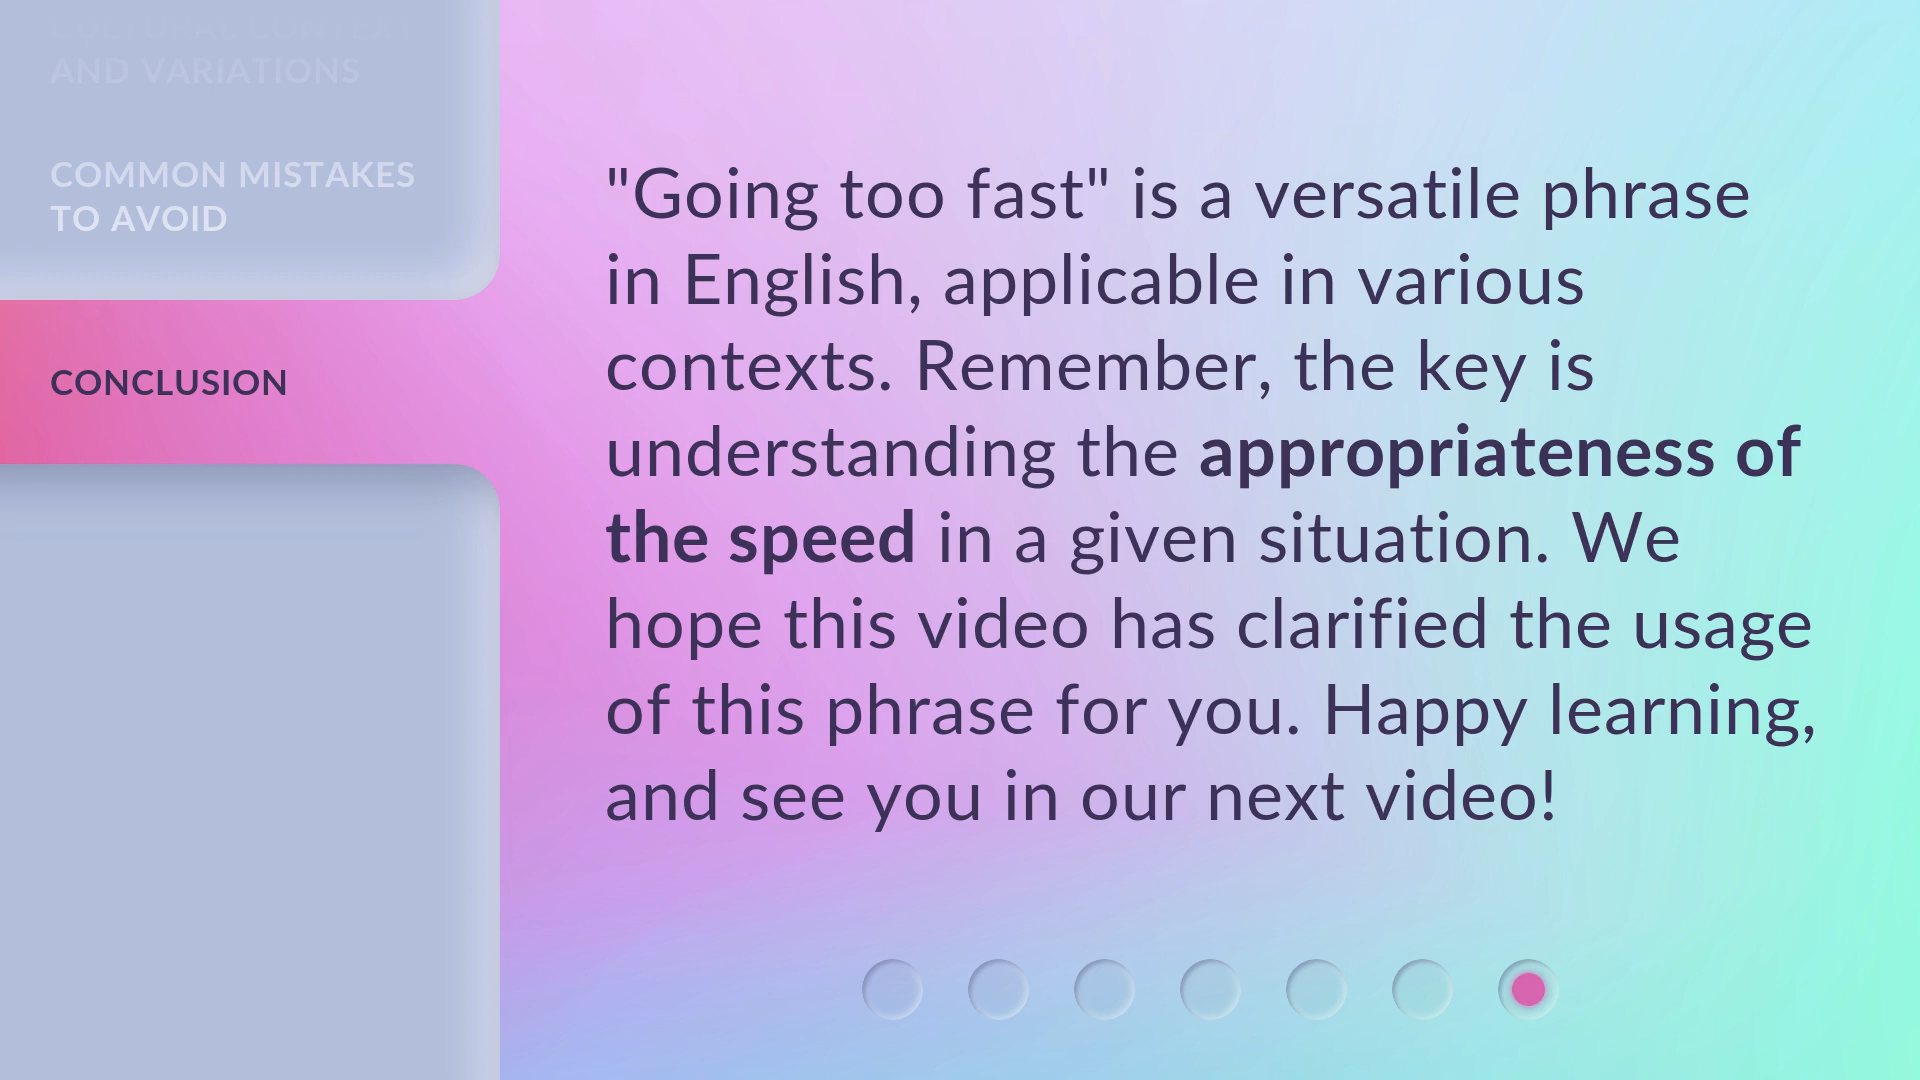 AND VARIATIONS
COMMON MISTAKES
TO AVOID
CONCLUSION
"Going too fast" is a versatile phrase
in English, applicable in various
contexts. Remember, the key is
understanding the appropriateness of
the speed in a given situation. We
hope this video has clarified the usage
of this phrase for you. Happy learning,
and see you in our next video!